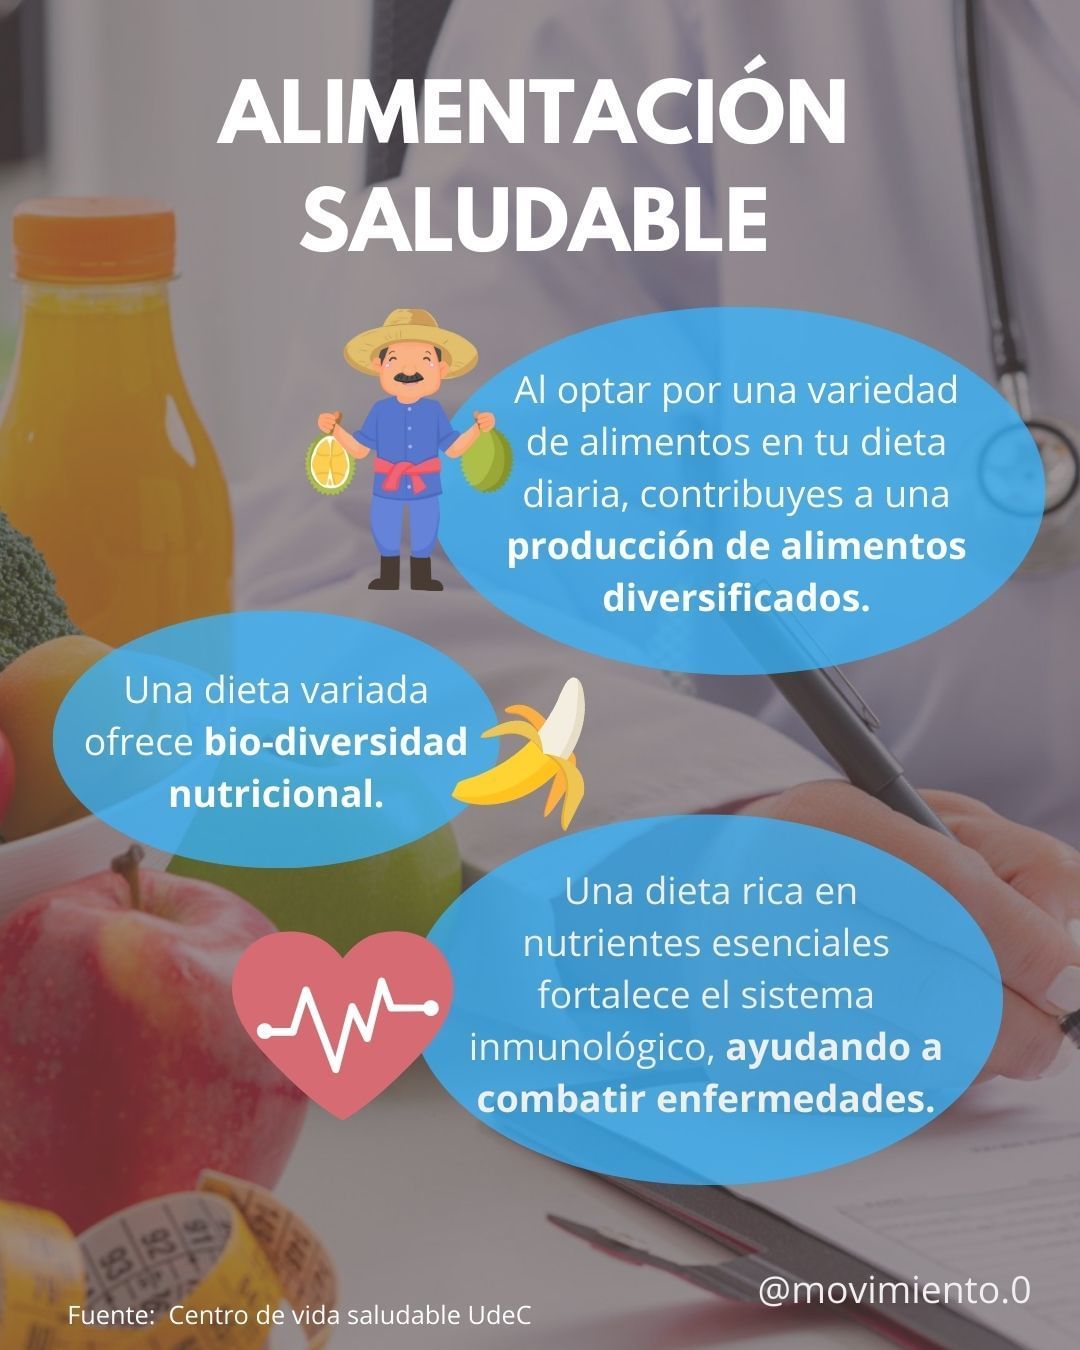 ALIMENTACIÓN
SALUDABLE
Al optar por una variedad
de alimentos en tu dieta
diaria, contribuyes a una
producción de alimentos
diversificados.
Una dieta variada
ofrece bio-diversidad
nutricional.
Una dieta rica en
nutrientes esenciales
fortalece el sistema
inmunológico, ayudando a
combatir enfermedades.
@movimiento.0
Fuente: Centro de vida saludable UdeC